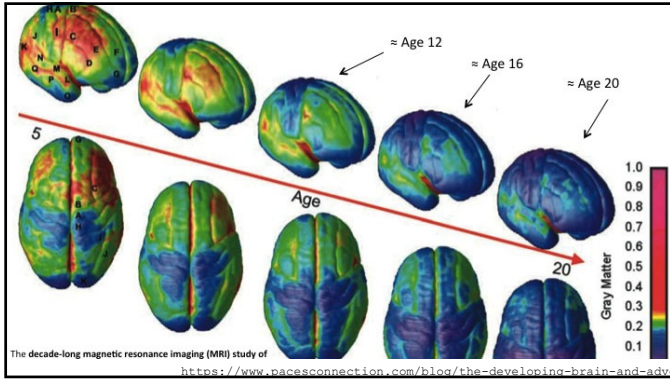 H A B
J I C
K
E F
N
D
Q M
P L G
O
≈ Age 12
≈ Age 16
≈ Age 20
5
Age
20
G
C
B
A
H
J
1.0
0.9
0.8
0.7
0.6
0.5
0.4
0.3
0.2
0.1
Gray Matter
The decade-long magnetic resonance imaging (MRI) study of
https://www.pacesconnection.com/blog/the-developing-brain-and-adv